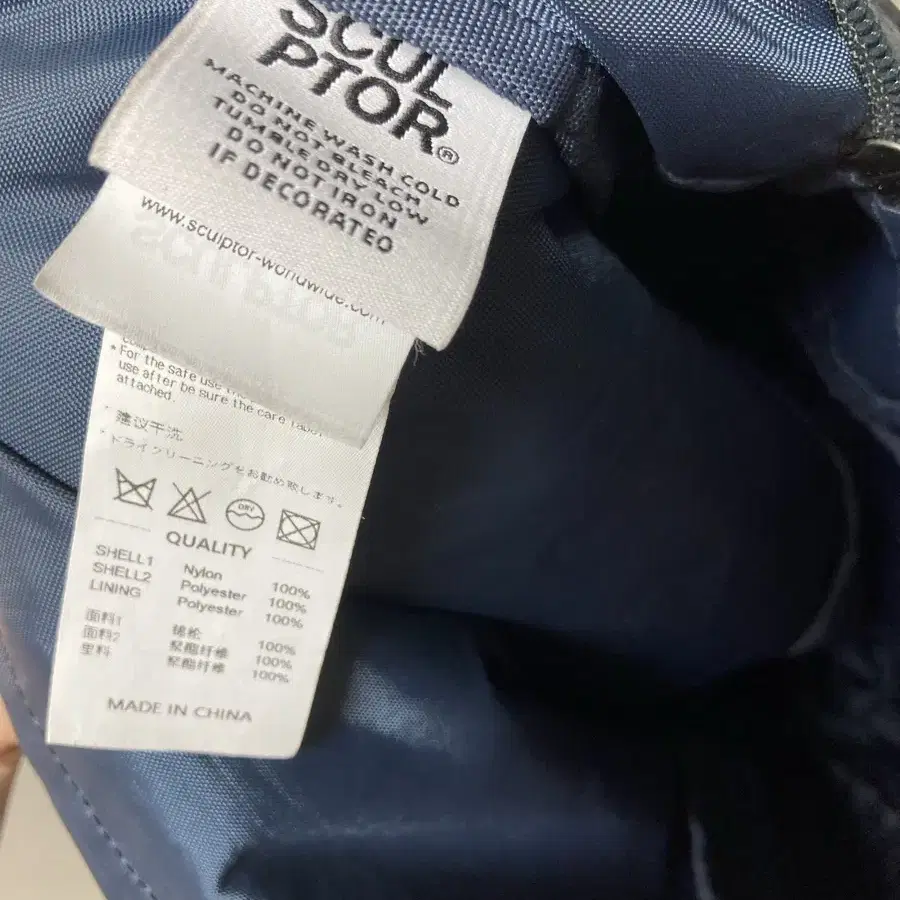 SCUL
PTOR®
MACHINE WASH COLD
DO NOT BLEACH
TUMBLE DRY LOW
DO NOT IRON
IF DECORATED
www.sculptor-worldwide.com
*For the safe use
use after be sure the care label
attached.
建议干洗
*ドライクリーニングをお勧め致します。
DRY
QUALITY
SHELL1 Nylon 100%
SHELL2 Polyester 100%
LINING Polyester 100%
面料1 锦纶 100%
面料2 聚酯纤维 100%
里料 聚酯纤维 100%
MADE IN CHINA